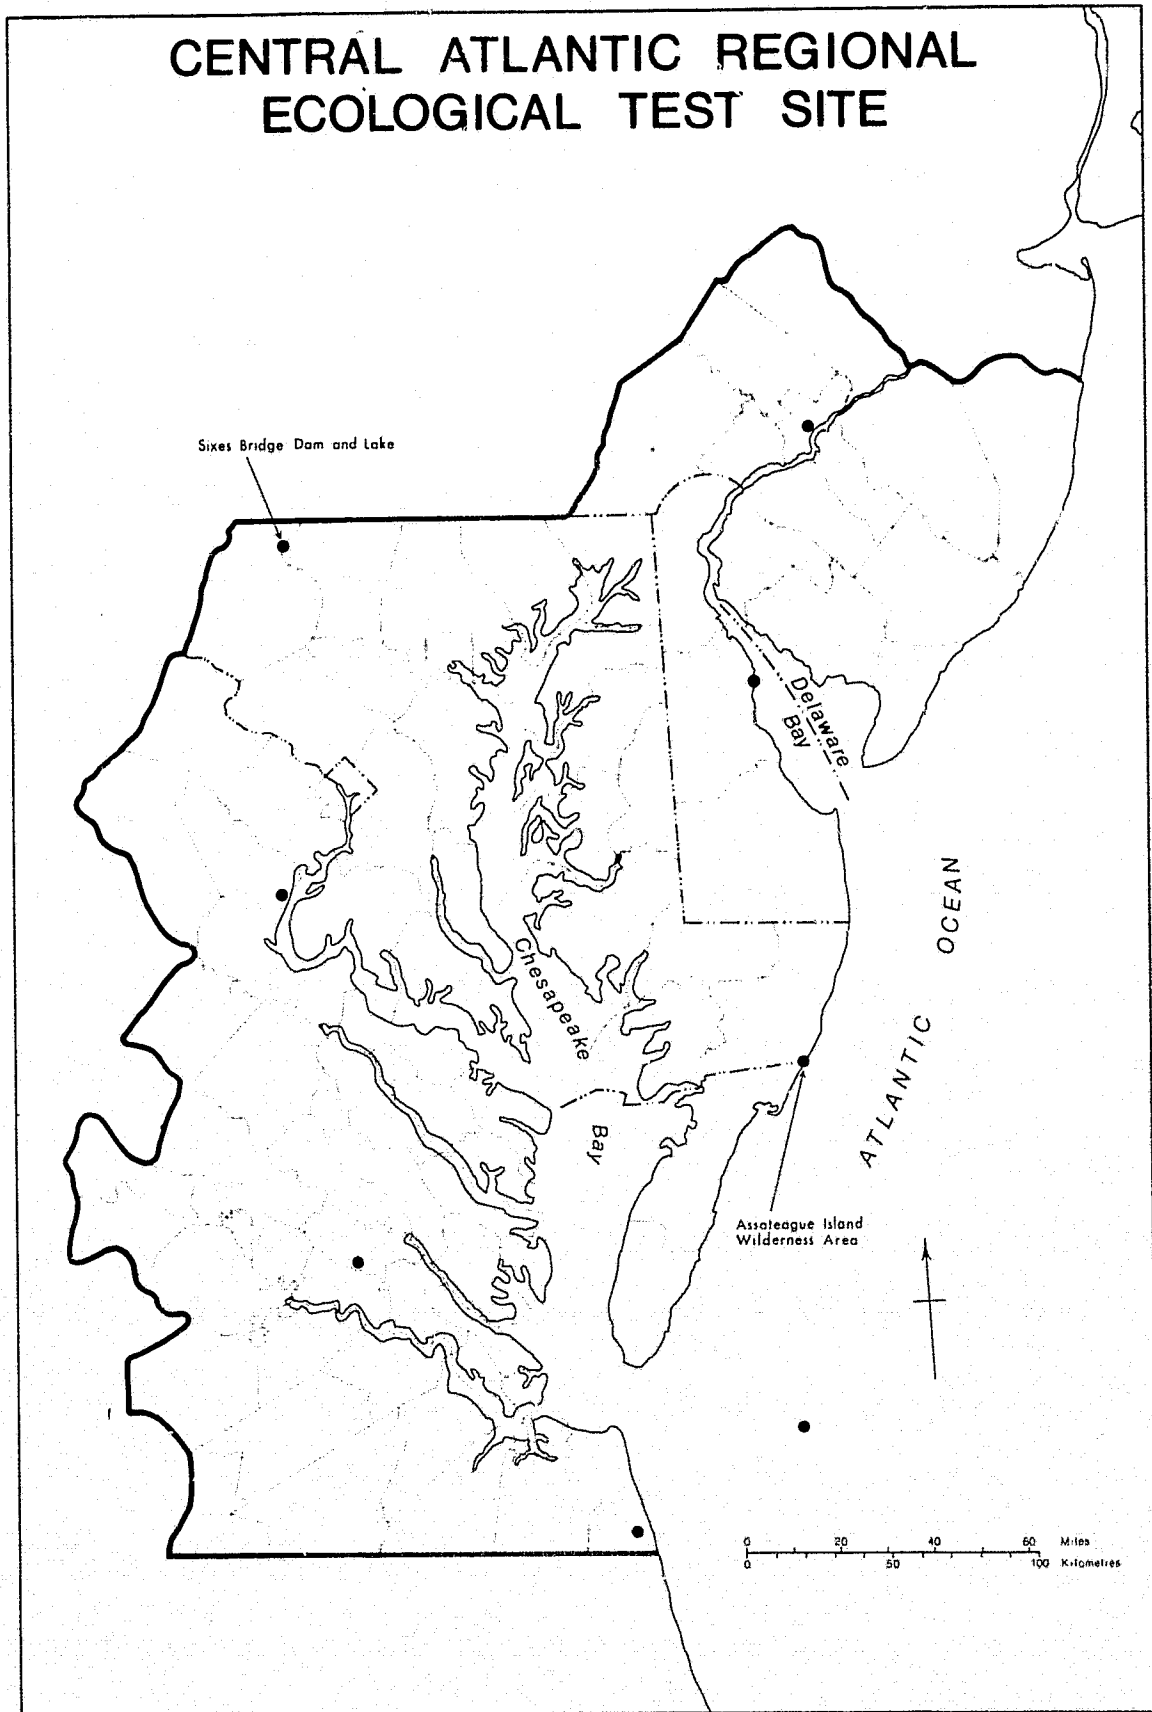 CENTRAL ATLANTIC REGIONAL
ECOLOGICAL TEST SITE
Sixes Bridge Dam and Lake
Delaware
Bay
OCEAN
Chesapeake
ATLANTIC
Bay
Assateague Island
Wilderness Area
0 20 40 60 Miles
0 50 100 Kilometres